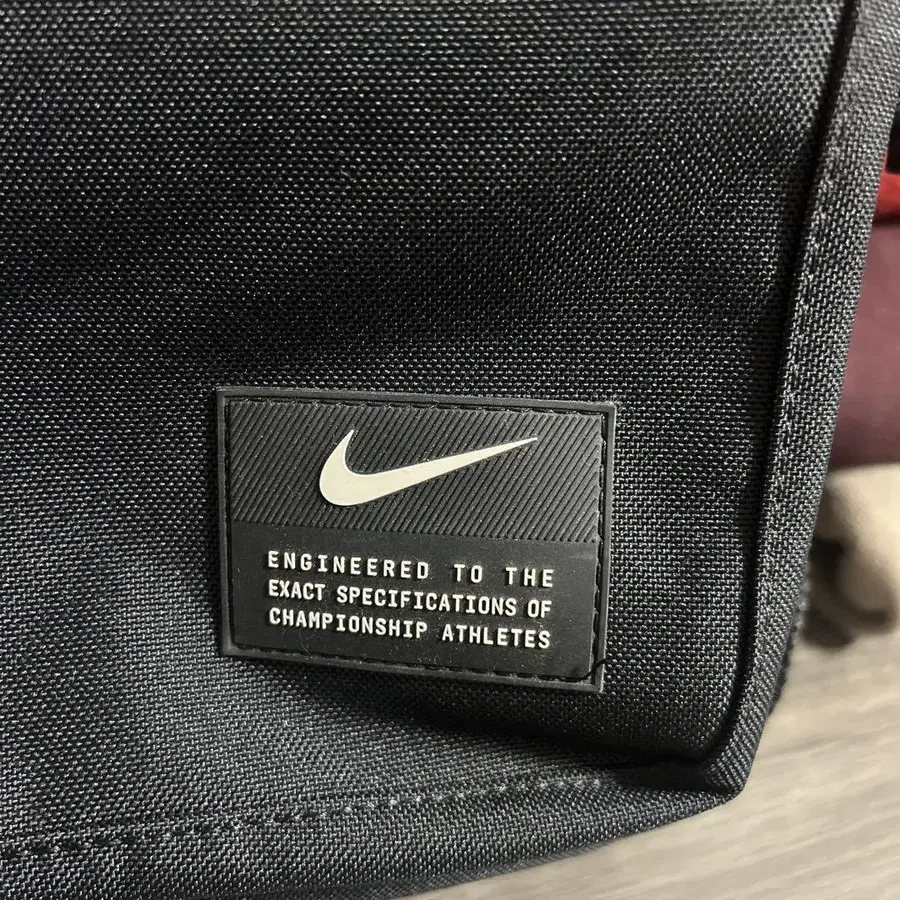 ENGINEERED TO THE
EXACT SPECIFICATIONS OF
CHAMPIONSHIP ATHLETES